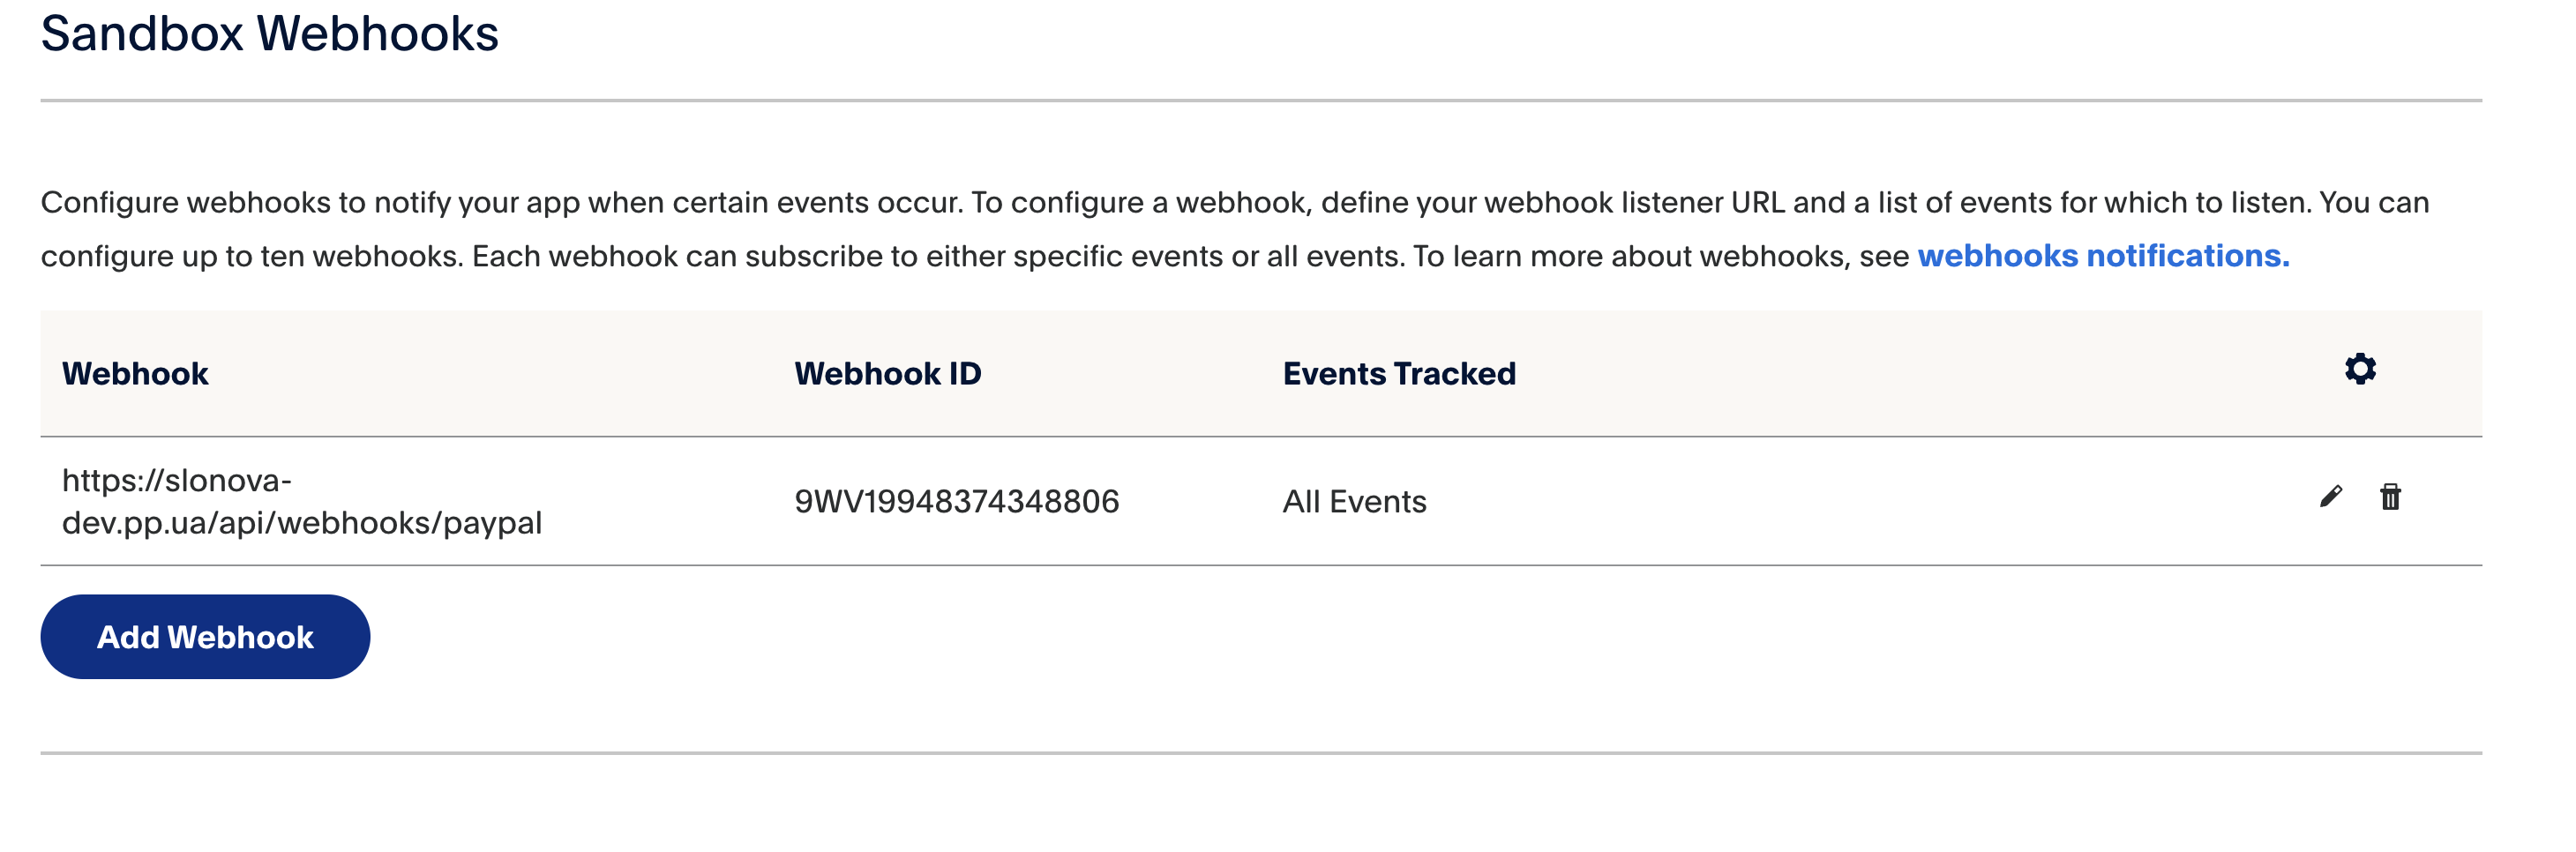 Sandbox Webhooks
Configure webhooks to notify your app when certain events occur. To configure a webhook, define your webhook listener URL and a list of events for which to listen. You can
configure up to ten webhooks. Each webhook can subscribe to either specific events or all events. To learn more about webhooks, see webhooks notifications.
Webhook Webhook ID Events Tracked
https://slonova-
dev.pp.ua/api/webhooks/paypal
9WV19948374348806
All Events
Add Webhook